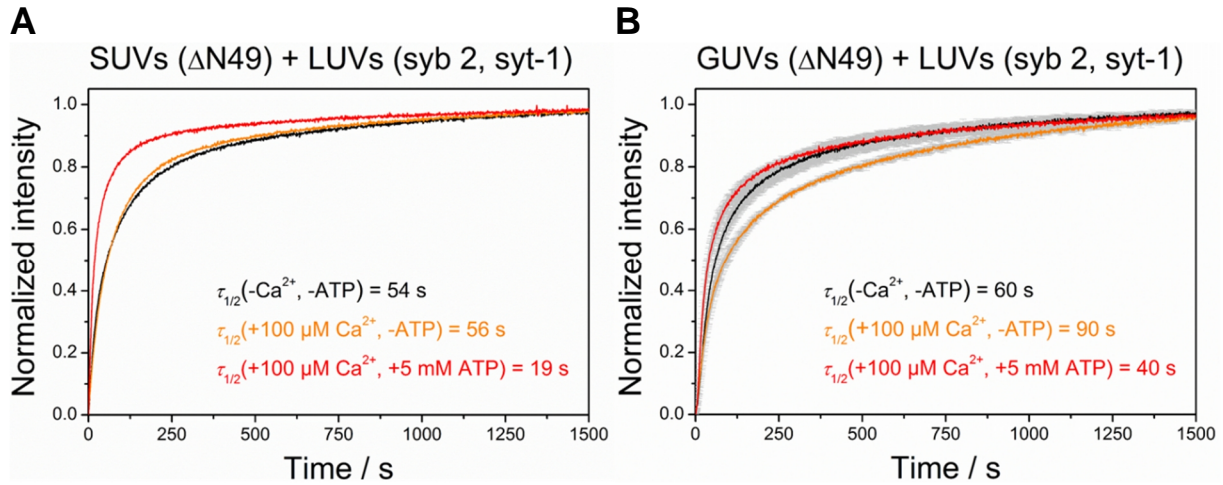 A
SUVs (ΔN49) + LUVs (syb 2, syt-1)
Normalized intensity
1.0
0.8
0.6
0.4
0.2
0.0
τ1/2(-Ca²⁺, -ATP) = 54 s
τ1/2(+100 µM Ca²⁺, -ATP) = 56 s
τ1/2(+100 µM Ca²⁺, +5 mM ATP) = 19 s
0 250 500 750 1000 1250 1500
Time / s
B
GUVs (ΔN49) + LUVs (syb 2, syt-1)
Normalized intensity
1.0
0.8
0.6
0.4
0.2
0.0
τ1/2(-Ca²⁺, -ATP) = 60 s
τ1/2(+100 µM Ca²⁺, -ATP) = 90 s
τ1/2(+100 µM Ca²⁺, +5 mM ATP) = 40 s
0 250 500 750 1000 1250 1500
Time / s